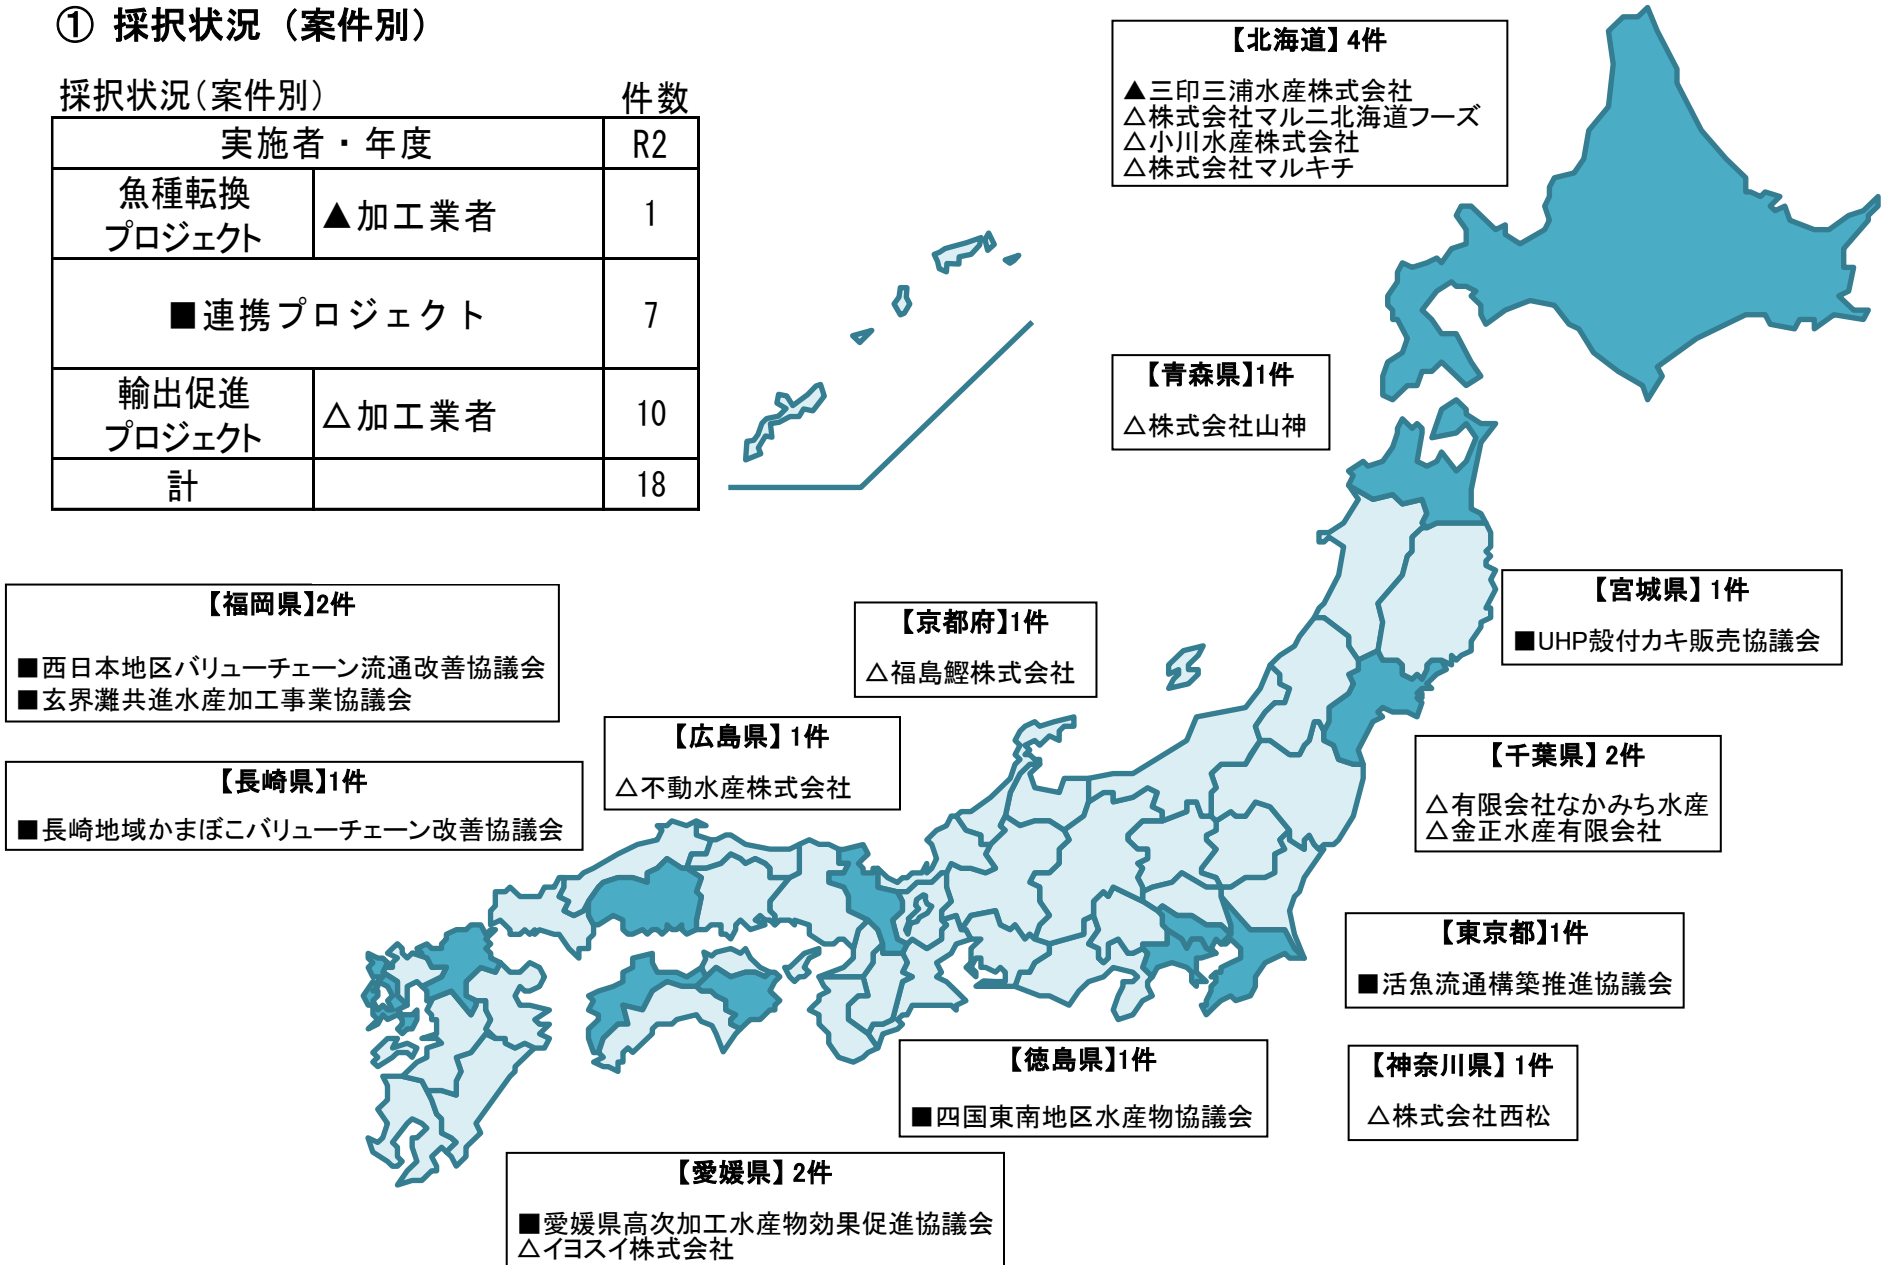 ① 採択状況（案件別）
採択状況（案件別） 件数
実施者・年度 R2
魚種転換
プロジェクト ▲加工業者 1
■連携プロジェクト 7
輸出促進
プロジェクト △加工業者 10
計 18
【北海道】 4件
▲三印三浦水産株式会社
△株式会社マルニ北海道フーズ
△小川水産株式会社
△株式会社マルキチ
【青森県】1件
△株式会社山神
【宮城県】 1件
■UHP殻付カキ販売協議会
【福岡県】2件
■西日本地区バリューチェーン流通改善協議会
■玄界灘共進水産加工事業協議会
【京都府】1件
△福島鰹株式会社
【広島県】 1件
△不動水産株式会社
【千葉県】 2件
△有限会社なかみち水産
△金正水産有限会社
【長崎県】1件
■長崎地域かまぼこバリューチェーン改善協議会
【東京都】1件
■活魚流通構築推進協議会
【徳島県】1件
■四国東南地区水産物協議会
【神奈川県】 1件
△株式会社西松
【愛媛県】 2件
■愛媛県高次加工水産物効果促進協議会
△イヨスイ株式会社